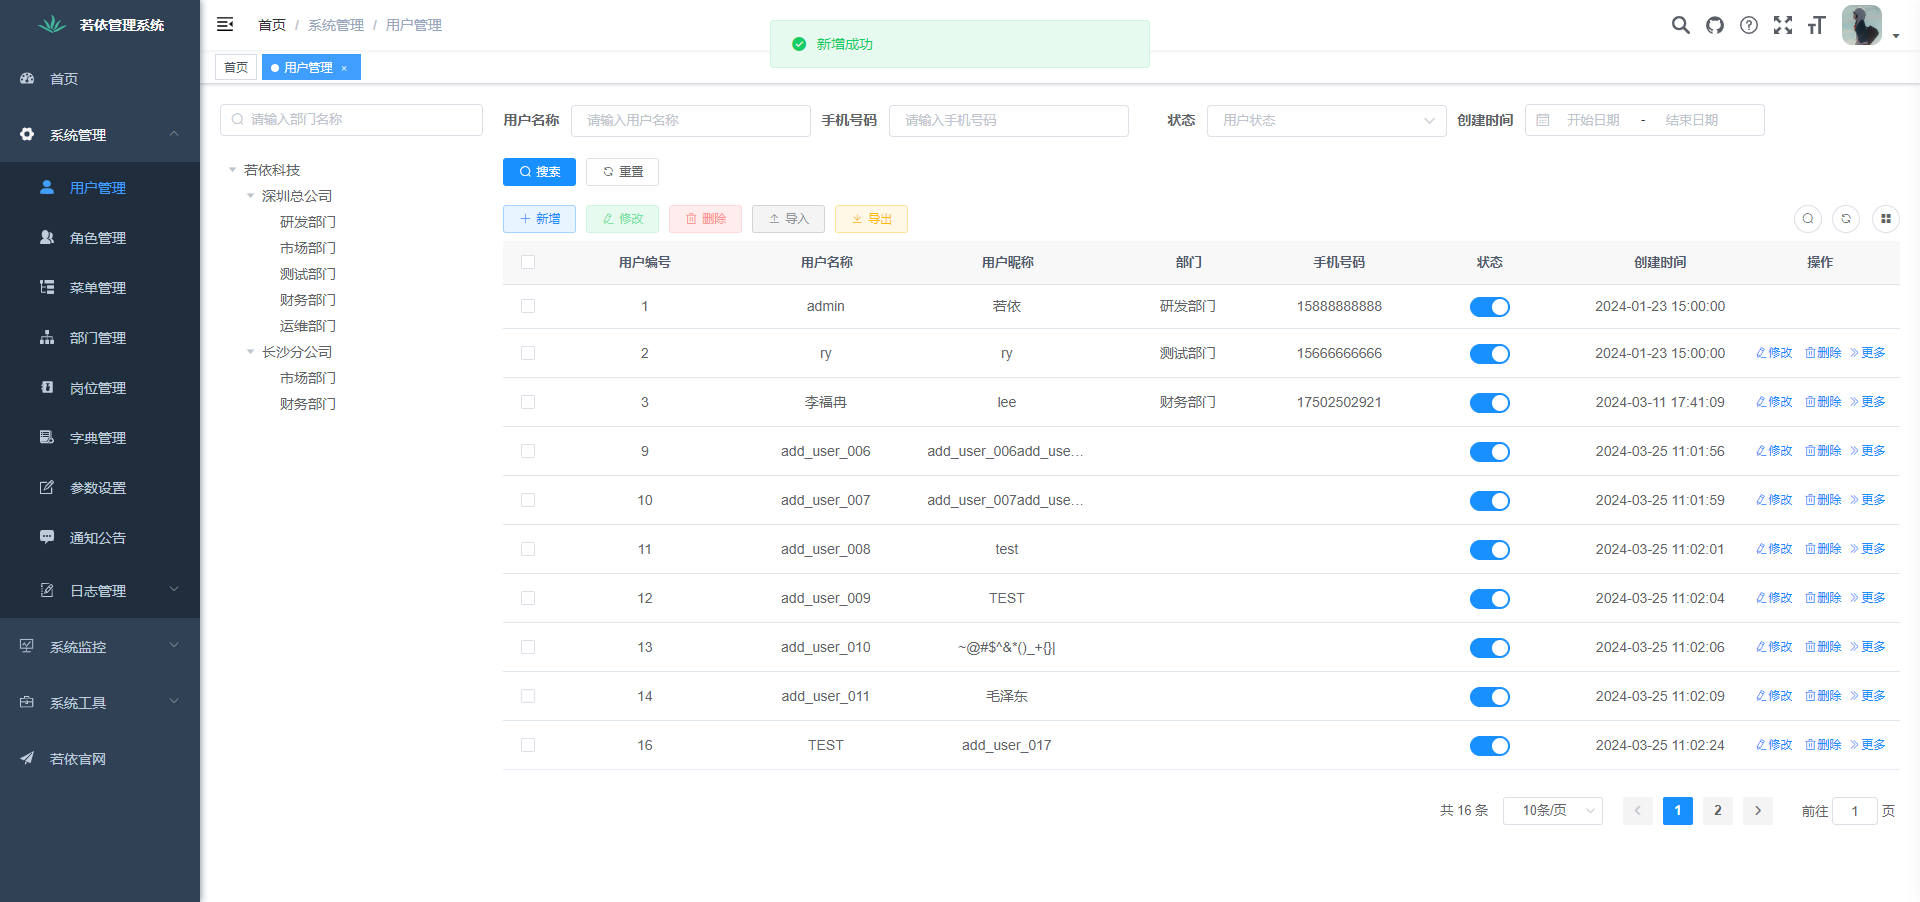 若依管理系统
首页 / 系统管理 / 用户管理
新增成功
首页
用户管理 ×
首页
系统管理
用户管理
角色管理
菜单管理
部门管理
岗位管理
字典管理
参数设置
通知公告
日志管理
系统监控
系统工具
若依官网
请输入部门名称
若依科技
深圳总公司
研发部门
市场部门
测试部门
财务部门
运维部门
长沙分公司
市场部门
财务部门
用户名称 请输入用户名称 手机号码 请输入手机号码 状态 用户状态 创建时间 开始日期 - 结束日期
搜索 重置
新增 修改 删除 导入 导出
用户编号 用户名称 用户昵称 部门 手机号码 状态 创建时间 操作
1 admin 若依 研发部门 15888888888 2024-01-23 15:00:00
2 ry ry 测试部门 15666666666 2024-01-23 15:00:00 修改 删除 更多
3 李福冉 lee 财务部门 17502502921 2024-03-11 17:41:09 修改 删除 更多
9 add_user_006 add_user_006add_use... 2024-03-25 11:01:56 修改 删除 更多
10 add_user_007 add_user_007add_use... 2024-03-25 11:01:59 修改 删除 更多
11 add_user_008 test 2024-03-25 11:02:01 修改 删除 更多
12 add_user_009 TEST 2024-03-25 11:02:04 修改 删除 更多
13 add_user_010 ~@#$^&*()_+{}| 2024-03-25 11:02:06 修改 删除 更多
14 add_user_011 毛泽东 2024-03-25 11:02:09 修改 删除 更多
16 TEST add_user_017 2024-03-25 11:02:24 修改 删除 更多
共 16 条 10条/页 < 1 2 > 前往 1 页